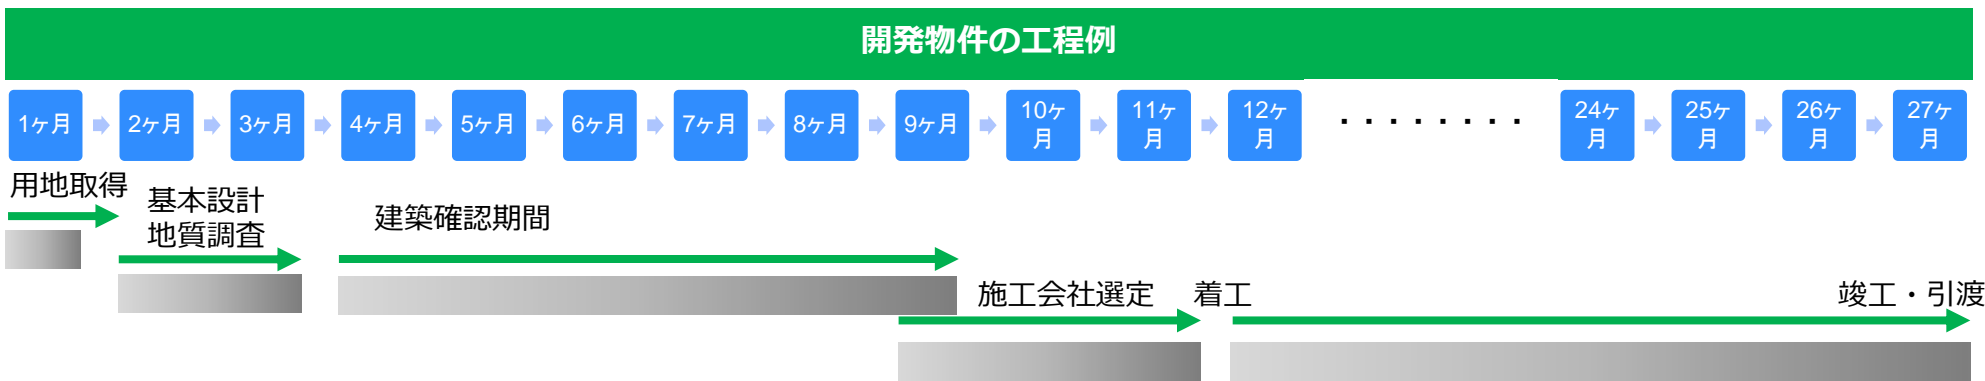 開発物件の工程例
1ヶ月
2ヶ月
3ヶ月
4ヶ月
5ヶ月
6ヶ月
7ヶ月
8ヶ月
9ヶ月
10ヶ
月
11ヶ
月
12ヶ
月
・・・・・・・・
24ヶ
月
25ヶ
月
26ヶ
月
27ヶ
月
用地取得
基本設計
地質調査
建築確認期間
施工会社選定
着工
竣工・引渡